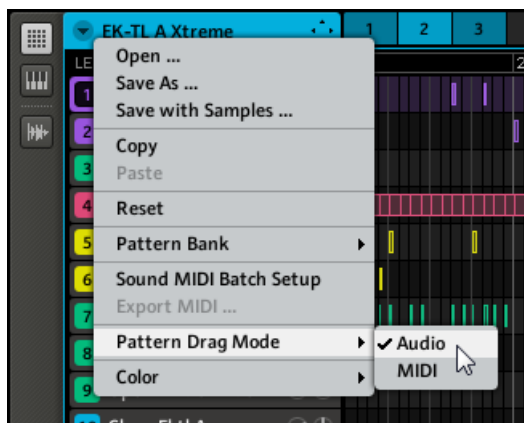 EK-TL A Xtreme
1 2 3
LE
2
1
2
3
4
5
6
7
8
9
Open ...
Save As ...
Save with Samples ...
Copy
Paste
Reset
Pattern Bank
Sound MIDI Batch Setup
Export MIDI ...
Pattern Drag Mode
Color
Audio
MIDI